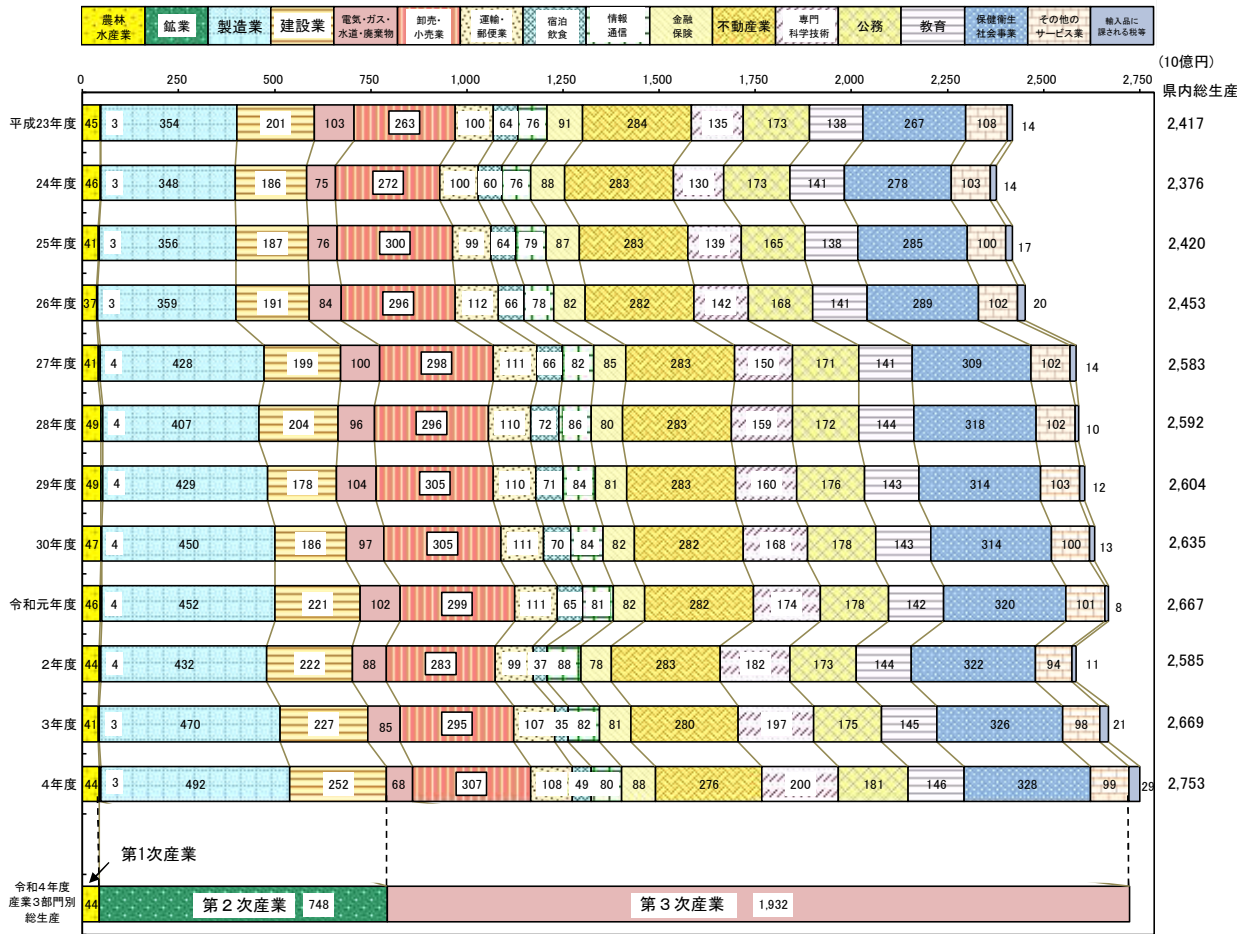 農林 水産業
鉱業
製造業
建設業
電気・ガス・ 水道・廃棄物
卸売・ 小売業
運輸・ 郵便業
宿泊 飲食
情報 通信
金融 保険
不動産業
専門 科学技術
公務
教育
保健衛生 社会事業
その他の サービス業
輸入品に 課される税等
(10億円)
0 250 500 750 1,000 1,250 1,500 1,750 2,000 2,250 2,500 2,750
県内総生産
平成23年度 45 3 354 201 103 263 100 64 76 91 284 135 173 138 267 108 14 2,417
24年度 46 3 348 186 75 272 100 60 76 88 283 130 173 141 278 103 14 2,376
25年度 41 3 356 187 76 300 99 64 79 87 283 139 165 138 285 100 17 2,420
26年度 37 3 359 191 84 296 112 66 78 82 282 142 168 141 289 102 20 2,453
27年度 41 4 428 199 100 298 111 66 82 85 283 150 171 141 309 102 14 2,583
28年度 49 4 407 204 96 296 110 72 86 80 283 159 172 144 318 102 10 2,592
29年度 49 4 429 178 104 305 110 71 84 81 283 160 176 143 314 103 12 2,604
30年度 47 4 450 186 97 305 111 70 84 82 282 168 178 143 314 100 13 2,635
令和元年度 46 4 452 221 102 299 111 65 81 82 282 174 178 142 320 101 8 2,667
2年度 44 4 432 222 88 283 99 37 88 78 283 182 173 144 322 94 11 2,585
3年度 41 3 470 227 85 295 107 35 82 81 280 197 175 145 326 98 21 2,669
4年度 44 3 492 252 68 307 108 49 80 88 276 200 181 146 328 99 29 2,753
第1次産業
令和4年度
産業3部門別
総生産
44 第2次産業 748 第3次産業 1,932